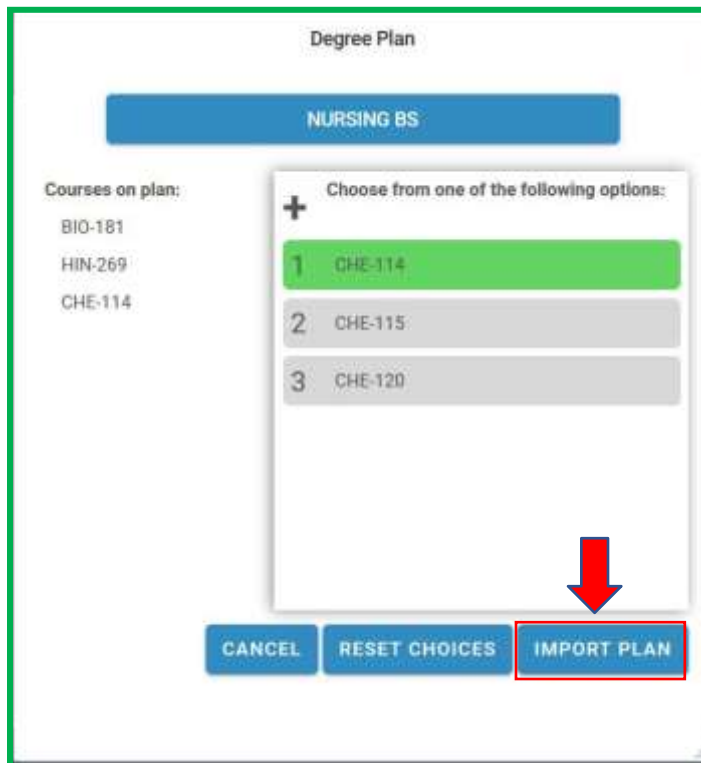 Degree Plan
NURSING BS
Courses on plan:
BIO-181
HIN-269
CHE-114
+ Choose from one of the following options:
1 CHE-114
2 CHE-115
3 CHE-120
CANCEL RESET CHOICES IMPORT PLAN